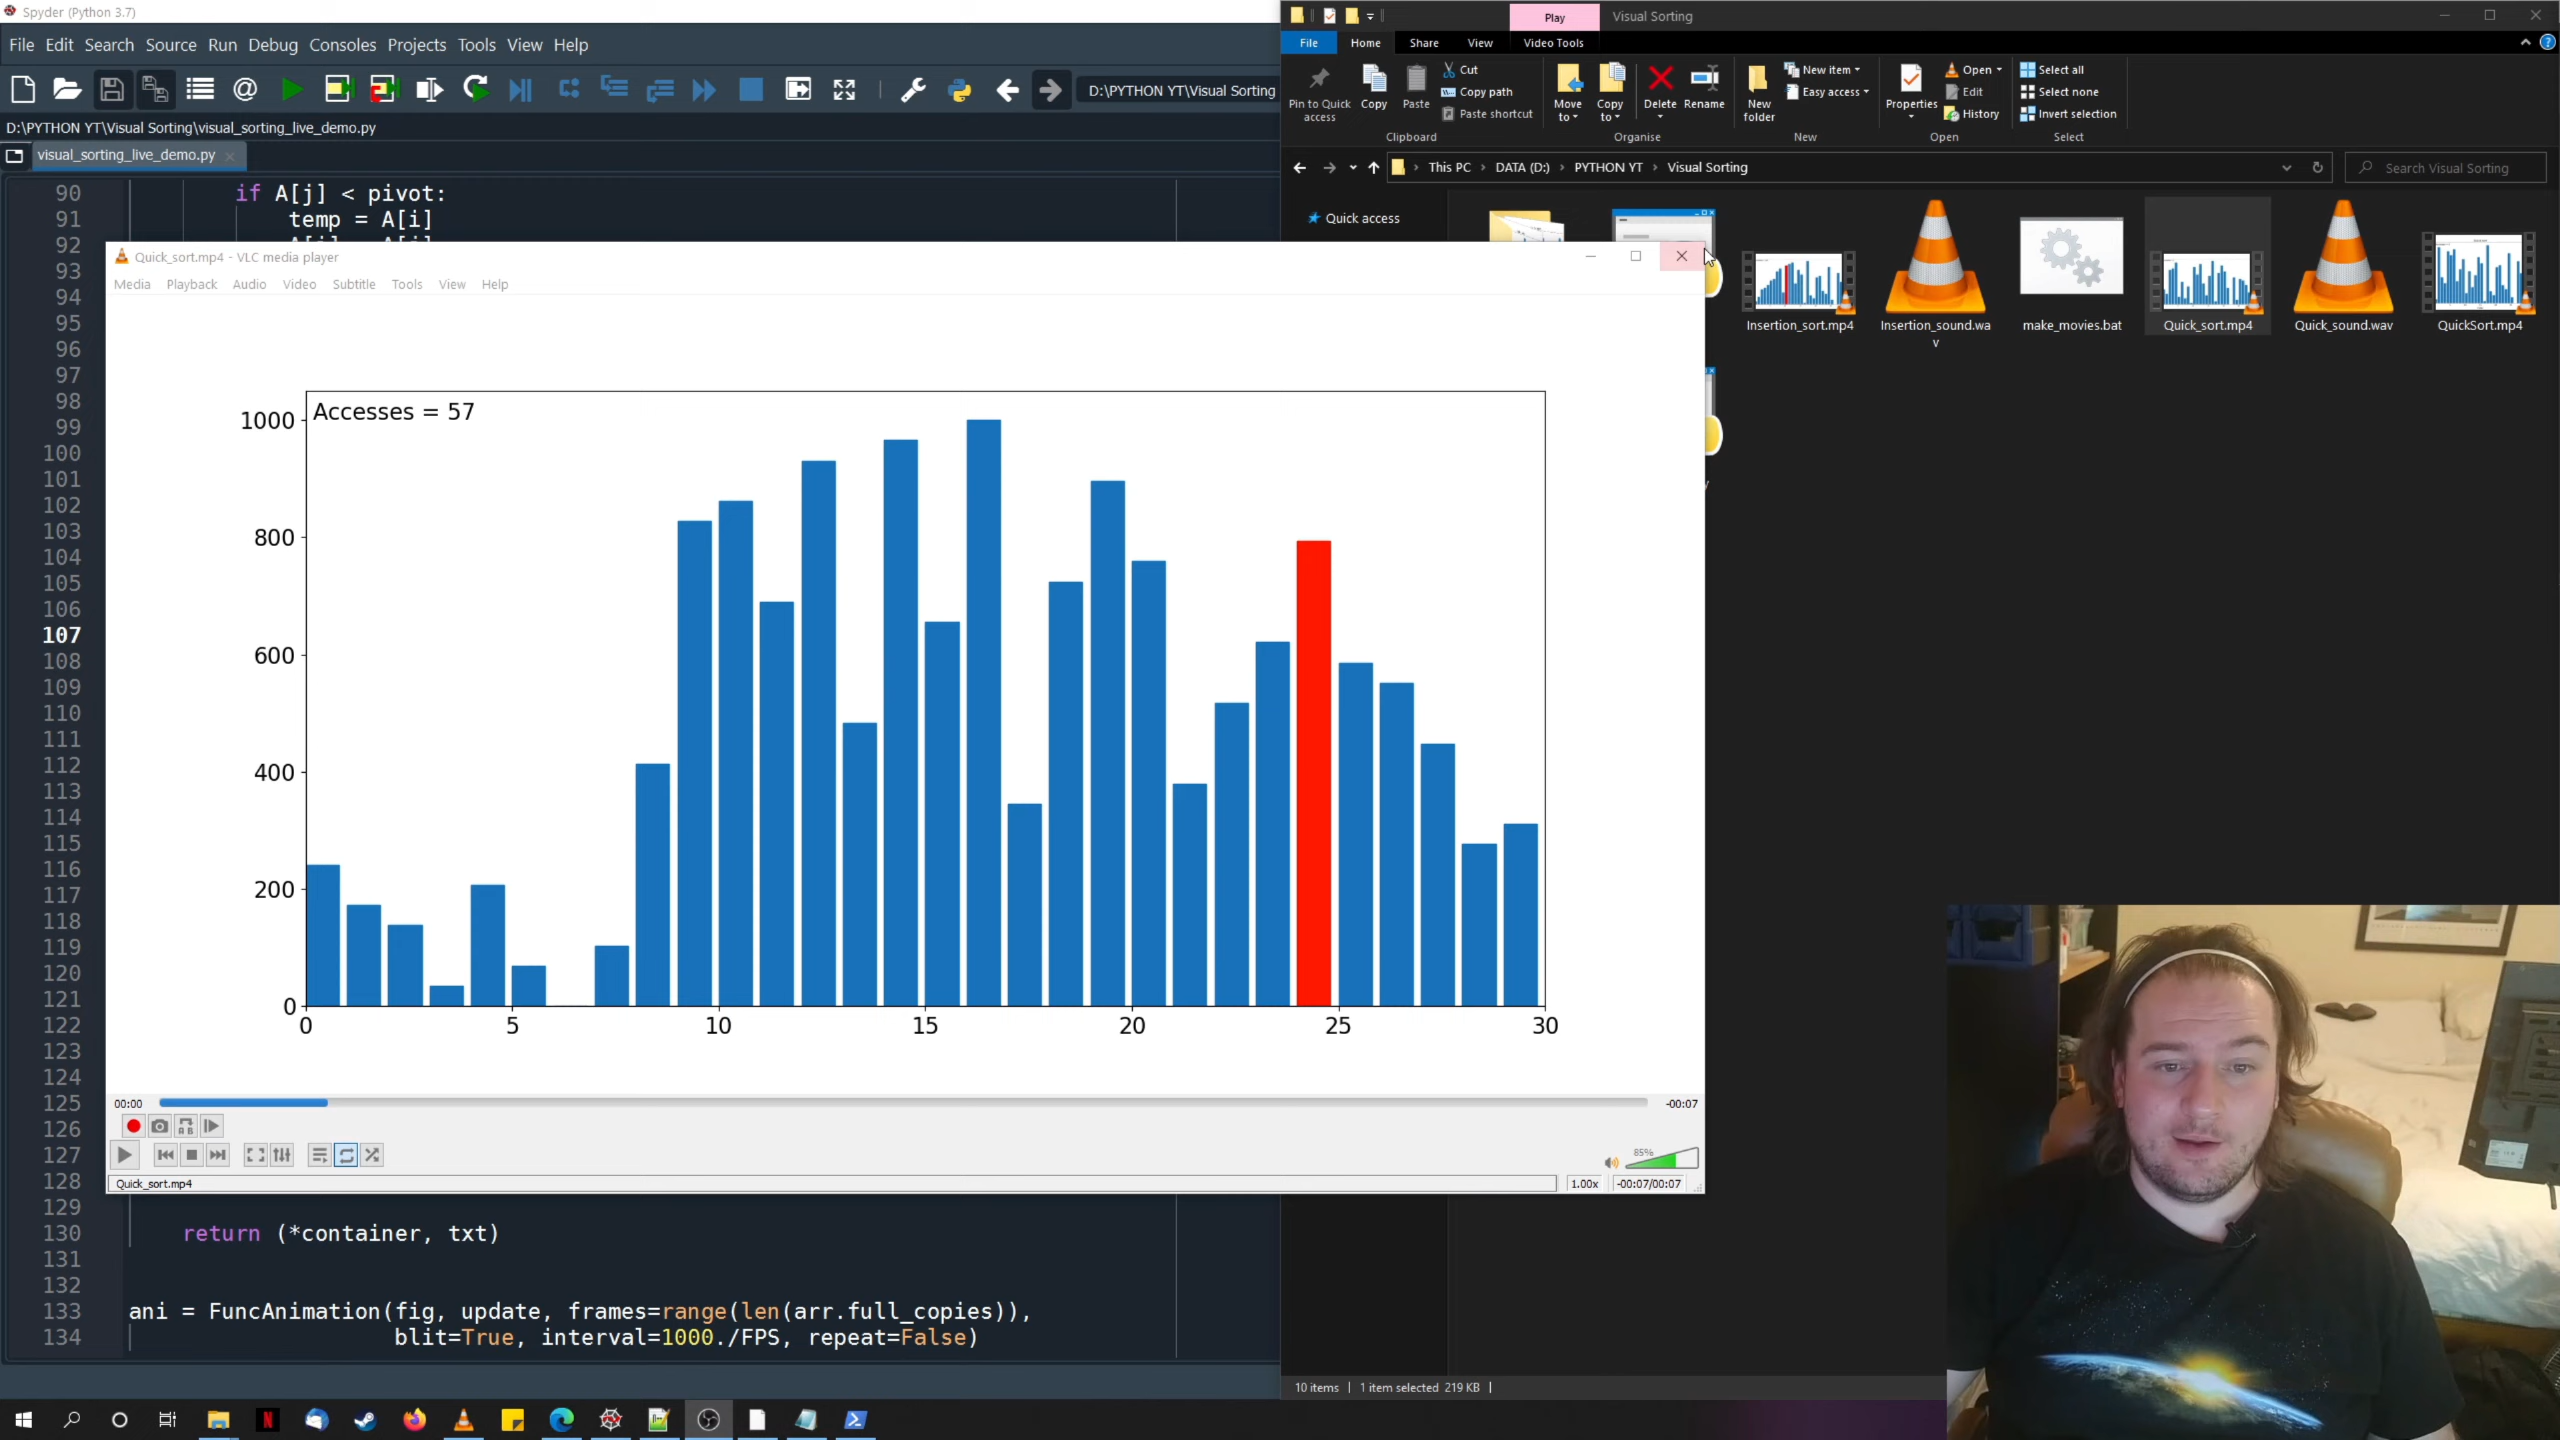 Spyder (Python 3.7)
File Edit Search Source Run Debug Consoles Projects Tools View Help
D:\PYTHON YT\Visual Sorting
D:\PYTHON YT\Visual Sorting\visual_sorting_live_demo.py
visual_sorting_live_demo.py
90 if A[j] < pivot:
91 temp = A[i]
92
93
94
95
96
97
98
99
100
101
102
103
104
105
106
107
108
109
110
111
112
113
114
115
116
117
118
119
120
121
122
123
124
125
126
127
128
129
130 return (*container, txt)
131
132
133 ani = FuncAnimation(fig, update, frames=range(len(arr.full_copies)),
134 blit=True, interval=1000./FPS, repeat=False)
Quick_sort.mp4 - VLC media player
Media Playback Audio Video Subtitle Tools View Help
Accesses = 57
1000
800
600
400
200
0
0 5 10 15 20 25 30
00:00 -00:07
85%
Quick_sort.mp4 1.00x -00:07/00:07
Play Visual Sorting
File Home Share View Video Tools
Pin to Quick access
Copy
Paste
Cut
Copy path
Paste shortcut
Clipboard
Move to
Copy to
Delete
Rename
Organise
New folder
New item
Easy access
New
Properties
Open
Edit
History
Open
Select all
Select none
Invert selection
Select
This PC > DATA (D:) > PYTHON YT > Visual Sorting
Search Visual Sorting
Quick access
Insertion_sort.mp4
Insertion_sound.wa
v
make_movies.bat
Quick_sort.mp4
Quick_sound.wav
QuickSort.mp4
10 items 1 item selected 219 KB